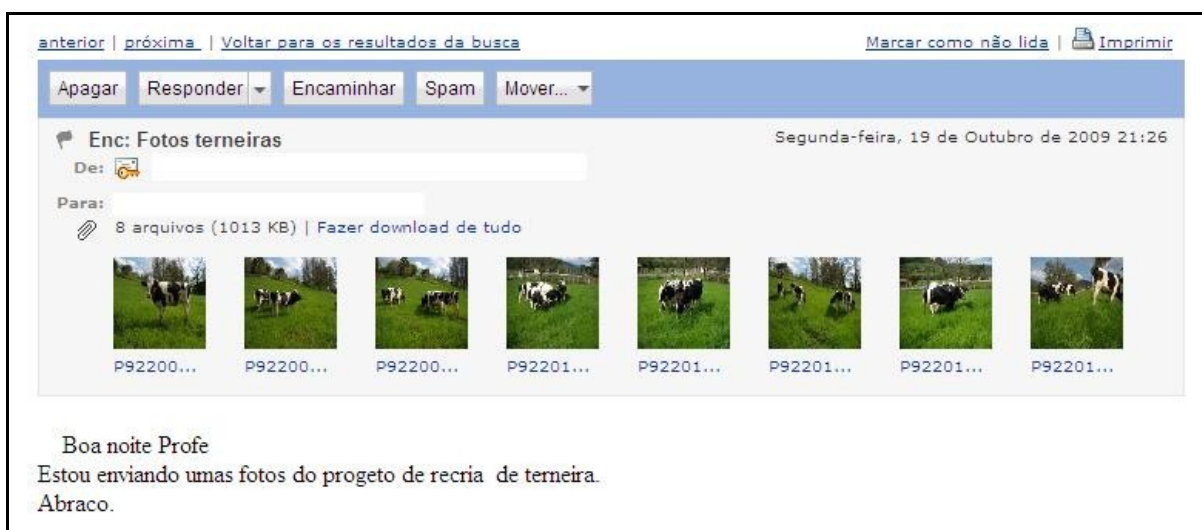 anterior | próxima | Voltar para os resultados da busca Marcar como não lida | Imprimir
Apagar Responder Encaminhar Spam Mover...
Enc: Fotos terneiras Segunda-feira, 19 de Outubro de 2009 21:26
De:
Para:
8 arquivos (1013 KB) | Fazer download de tudo
P92200... P92200... P92200... P92201... P92201... P92201... P92201... P92201...
Boa noite Profe
Estou enviando umas fotos do progeto de recria de terneira.
Abraco.